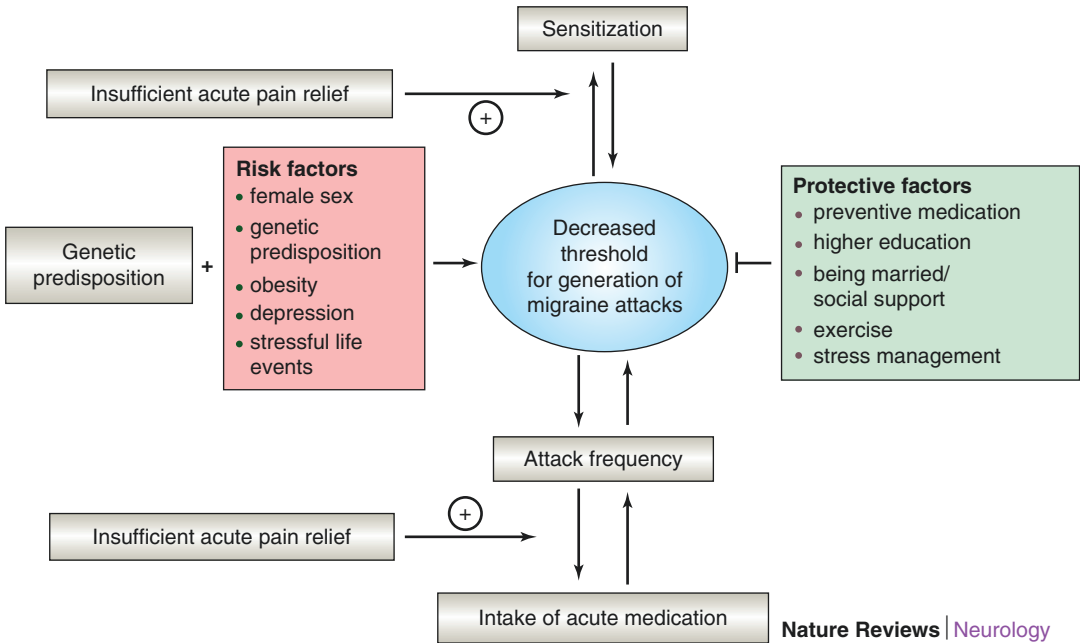 Sensitization
Insufficient acute pain relief
+
Genetic
predisposition
+
Risk factors
• female sex
• genetic
predisposition
• obesity
• depression
• stressful life
events
Decreased
threshold
for generation of
migraine attacks
Protective factors
• preventive medication
• higher education
• being married/
social support
• exercise
• stress management
Attack frequency
+
Insufficient acute pain relief
Intake of acute medication
Nature Reviews | Neurology